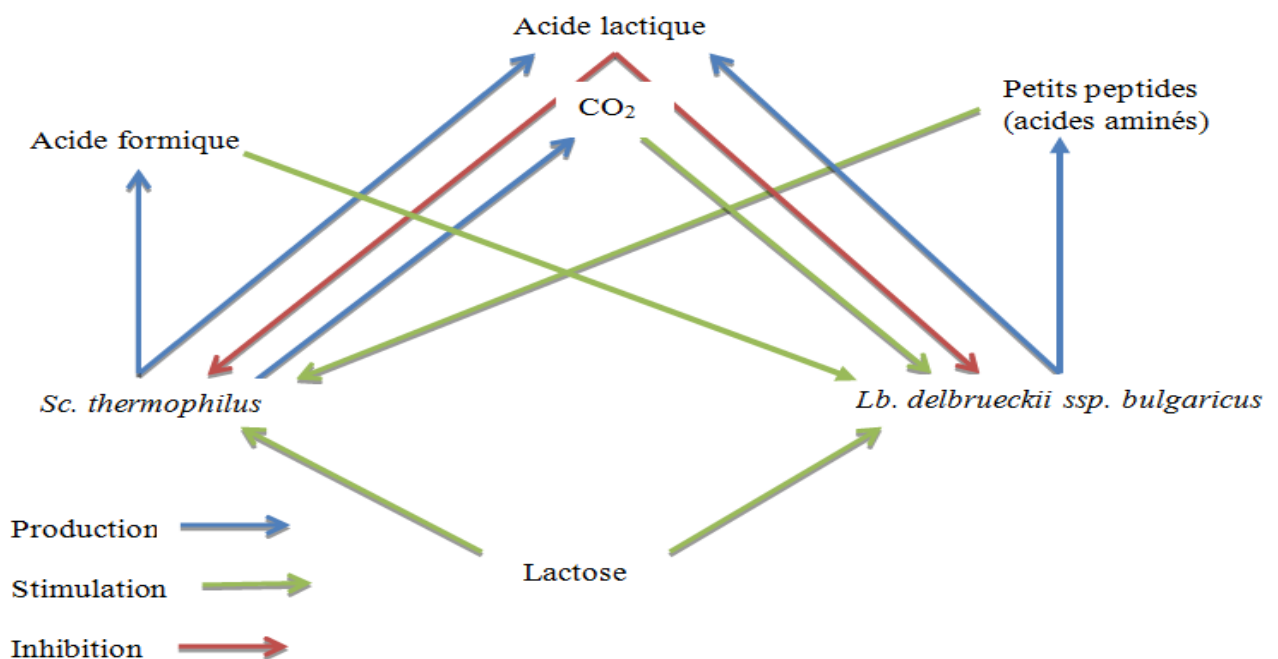 Acide lactique
CO₂
Petits peptides
(acides aminés)
Acide formique
Sc. thermophilus
Lb. delbrueckii ssp. bulgaricus
Lactose
Production
Stimulation
Inhibition